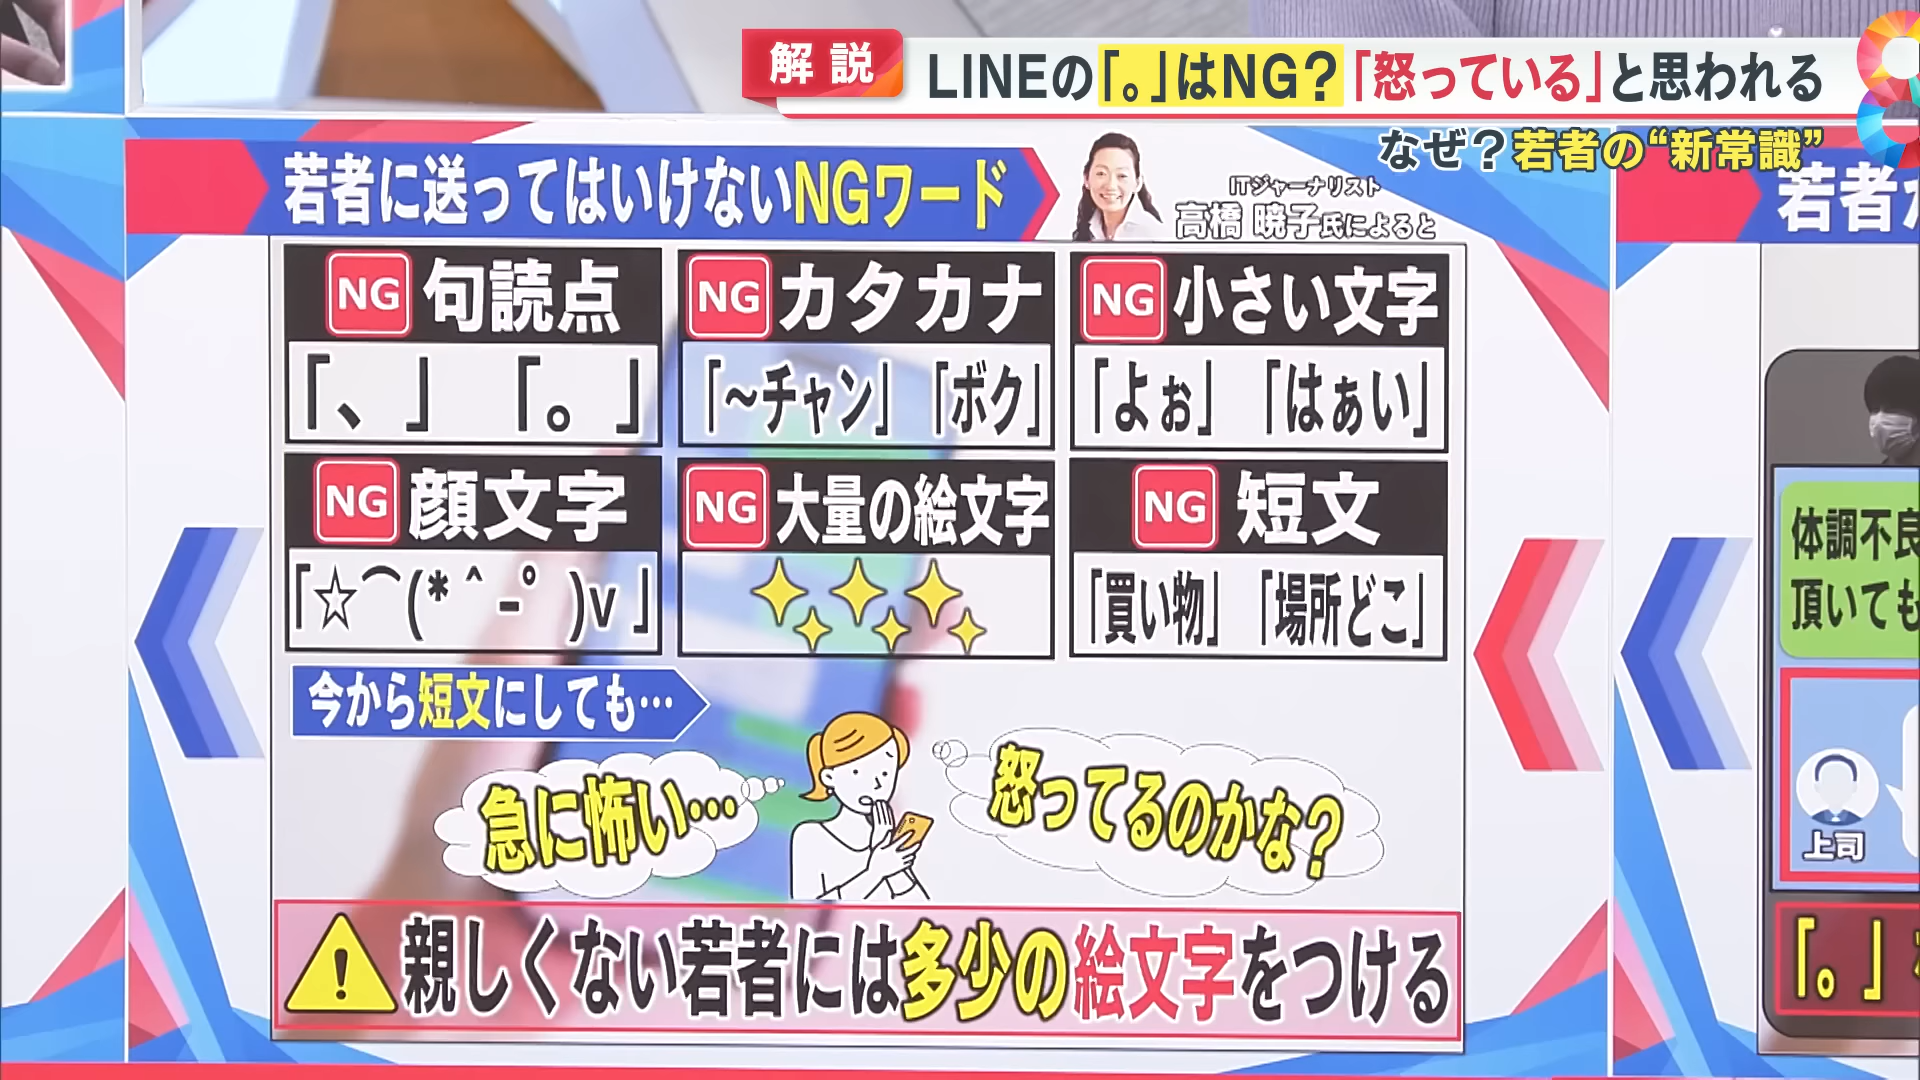 解説
LINEの「。」はNG?「怒っている」と思われる
なぜ?若者の“新常識”
若者に送ってはいけないNGワード
ITジャーナリスト
高橋 暁子氏によると
NG 句読点
「、」「。」
NG カタカナ
「~チャン」「ボク」
NG 小さい文字
「よぉ」「はぁい」
NG 顔文字
「☆⌒(*＾-゜)v」
NG 大量の絵文字
NG 短文
「買い物」「場所どこ」
今から短文にしても…
急に怖い…
怒ってるのかな?
親しくない若者には多少の絵文字をつける
若者
体調不良
頂いても
上司
「。」